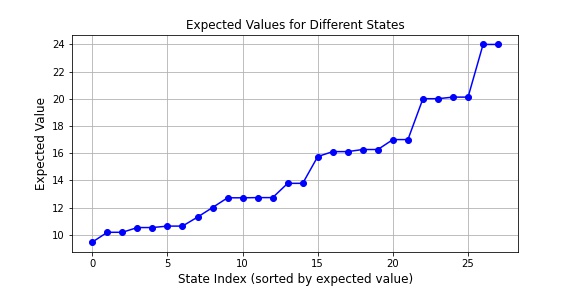 Expected Values for Different States
Expected Value
24
22
20
18
16
14
12
10
0 5 10 15 20 25
State Index (sorted by expected value)